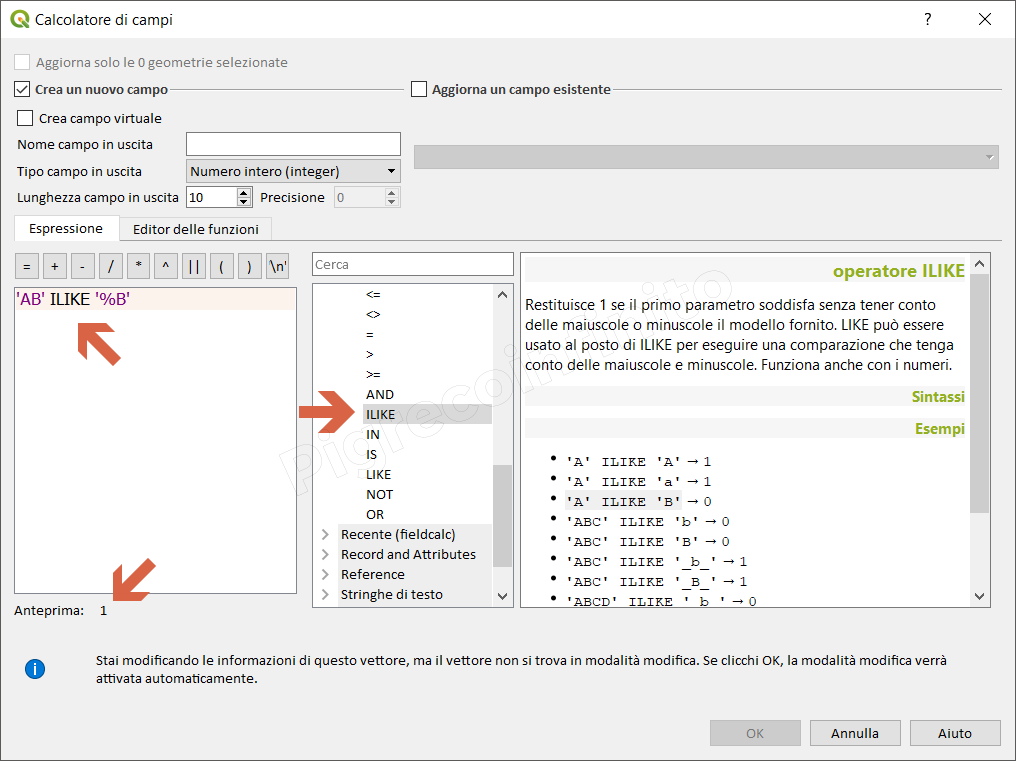 Calcolatore di campi
?
Aggiorna solo le 0 geometrie selezionate
Crea un nuovo campo
Aggiorna un campo esistente
Crea campo virtuale
Nome campo in uscita
Tipo campo in uscita
Numero intero (integer)
Lunghezza campo in uscita
10
Precisione
0
Espressione
Editor delle funzioni
= + - / * ^ || ( ) '\n'
'AB' ILIKE '%B'
Anteprima: 1
Cerca
<=
<>
=
>
>=
AND
ILIKE
IN
IS
LIKE
NOT
OR
Recente (fieldcalc)
Record and Attributes
Reference
Stringhe di testo
operatore ILIKE
Restituisce 1 se il primo parametro soddisfa senza tener conto
delle maiuscole o minuscole il modello fornito. LIKE può essere
usato al posto di ILIKE per eseguire una comparazione che tenga
conto delle maiuscole e minuscole. Funziona anche con i numeri.
Sintassi
Esempi
'A' ILIKE 'A' → 1
'A' ILIKE 'a' → 1
'A' ILIKE 'B' → 0
'ABC' ILIKE 'b' → 0
'ABC' ILIKE 'B' → 0
'ABC' ILIKE '_b_' → 1
'ABC' ILIKE '_B_' → 1
'ABCD' ILIKE '_b_' → 0
Stai modificando le informazioni di questo vettore, ma il vettore non si trova in modalità modifica. Se clicchi OK, la modalità modifica verrà
attivata automaticamente.
OK
Annulla
Aiuto